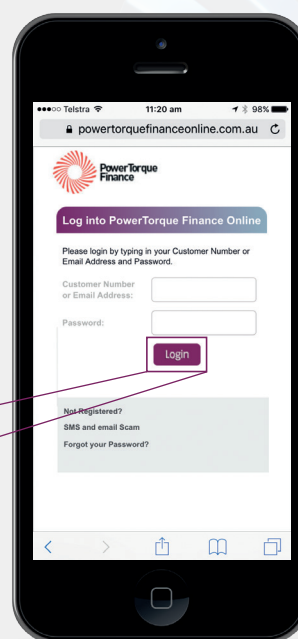 Telstra 11:20 am 98%
powertorquefinanceonline.com.au
PowerTorque
Finance
Log into PowerTorque Finance Online
Please login by typing in your Customer Number or
Email Address and Password.
Customer Number
or Email Address:
Password:
Login
Not Registered?
SMS and email Scam
Forgot your Password?